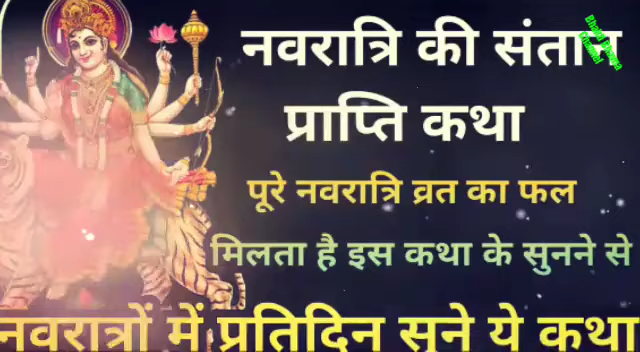 नवरात्रि की संतान
प्राप्ति कथा
पूरे नवरात्रि व्रत का फल
मिलता है इस कथा के सुनने से
नवरात्रों में प्रतिदिन सुने ये कथा